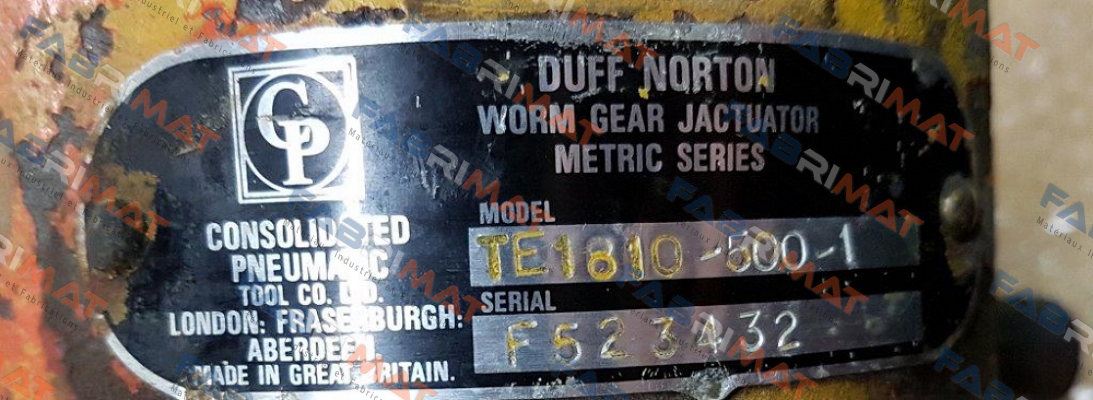 CP
DUFF NORTON
WORM GEAR JACTUATOR
METRIC SERIES
MODEL
TE1810-500-1
SERIAL
F523432
CONSOLIDATED
PNEUMATIC
TOOL CO. LTD.
LONDON: FRASERBURGH:
ABERDEEN.
MADE IN GREAT BRITAIN.
FABRIMAT